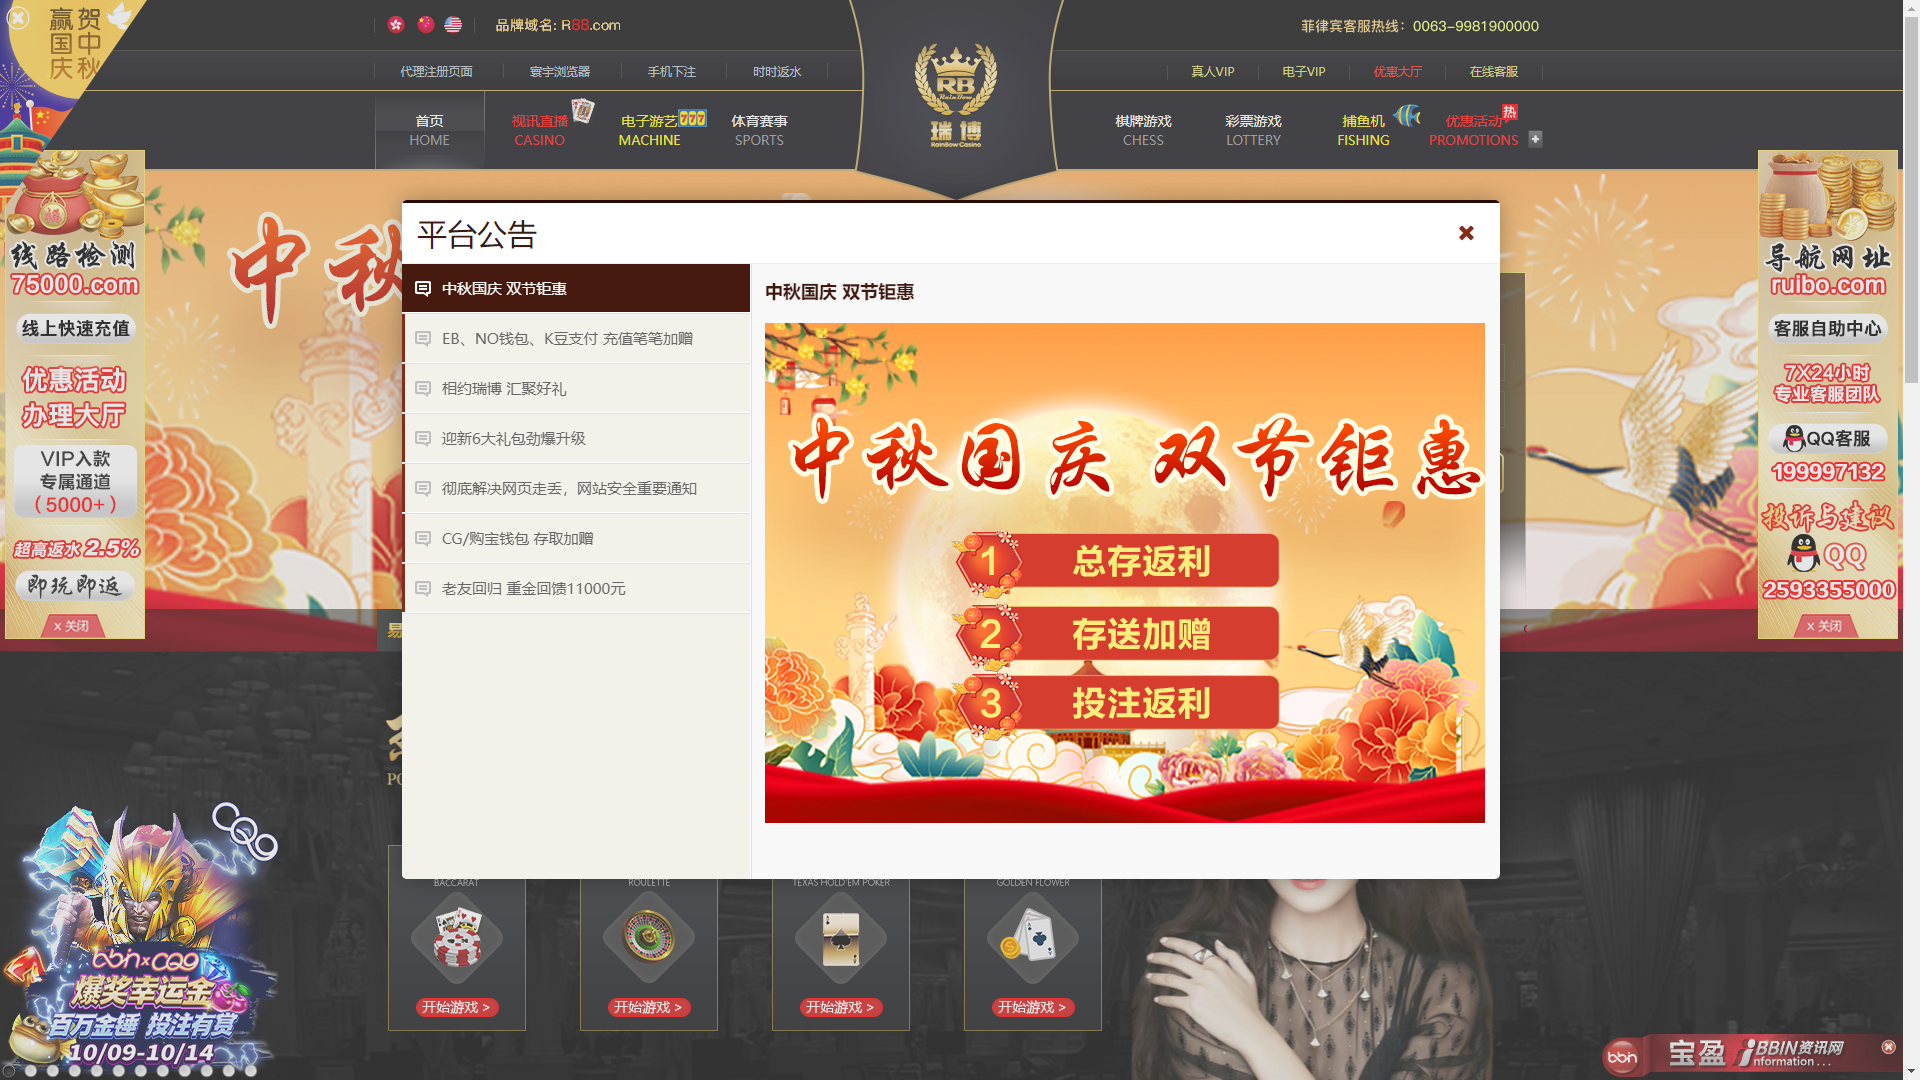 贺中秋
赢国庆
品牌域名: R88.com
菲律宾客服热线：0063-9981900000
代理注册页面
寰宇浏览器
手机下注
时时返水
真人VIP
电子VIP
优惠大厅
在线客服
首页
HOME
视讯直播
CASINO
电子游艺
777
MACHINE
体育赛事
SPORTS
RB
RainBow
瑞博
RainBow Casino
棋牌游戏
CHESS
彩票游戏
LOTTERY
捕鱼机
FISHING
优惠活动
热
PROMOTIONS
线路检测
75000.com
线上快速充值
优惠活动
办理大厅
VIP入款
专属通道
（5000+）
超高返水2.5%
即玩即返
x 关闭
导航网址
ruibo.com
客服自助中心
7X24小时
专业客服团队
QQ客服
199997132
投诉与建议
QQ
2593355000
x 关闭
中秋
平台公告
中秋国庆 双节钜惠
EB、NO钱包、K豆支付 充值笔笔加赠
相约瑞博 汇聚好礼
迎新6大礼包劲爆升级
彻底解决网页走丢，网站安全重要通知
CG/购宝钱包 存取加赠
老友回归 重金回馈11000元
中秋国庆 双节钜惠
中秋国庆 双节钜惠
1 总存返利
2 存送加赠
3 投注返利
BACCARAT
ROULETTE
TEXAS HOLD'EM POKER
GOLDEN FLOWER
开始游戏 >
开始游戏 >
开始游戏 >
开始游戏 >
CQ9
bbin x CQ9
爆奖幸运金
百万金锤 投注有赏
10/09-10/14
bbin
宝盈
BBIN资讯网
information...